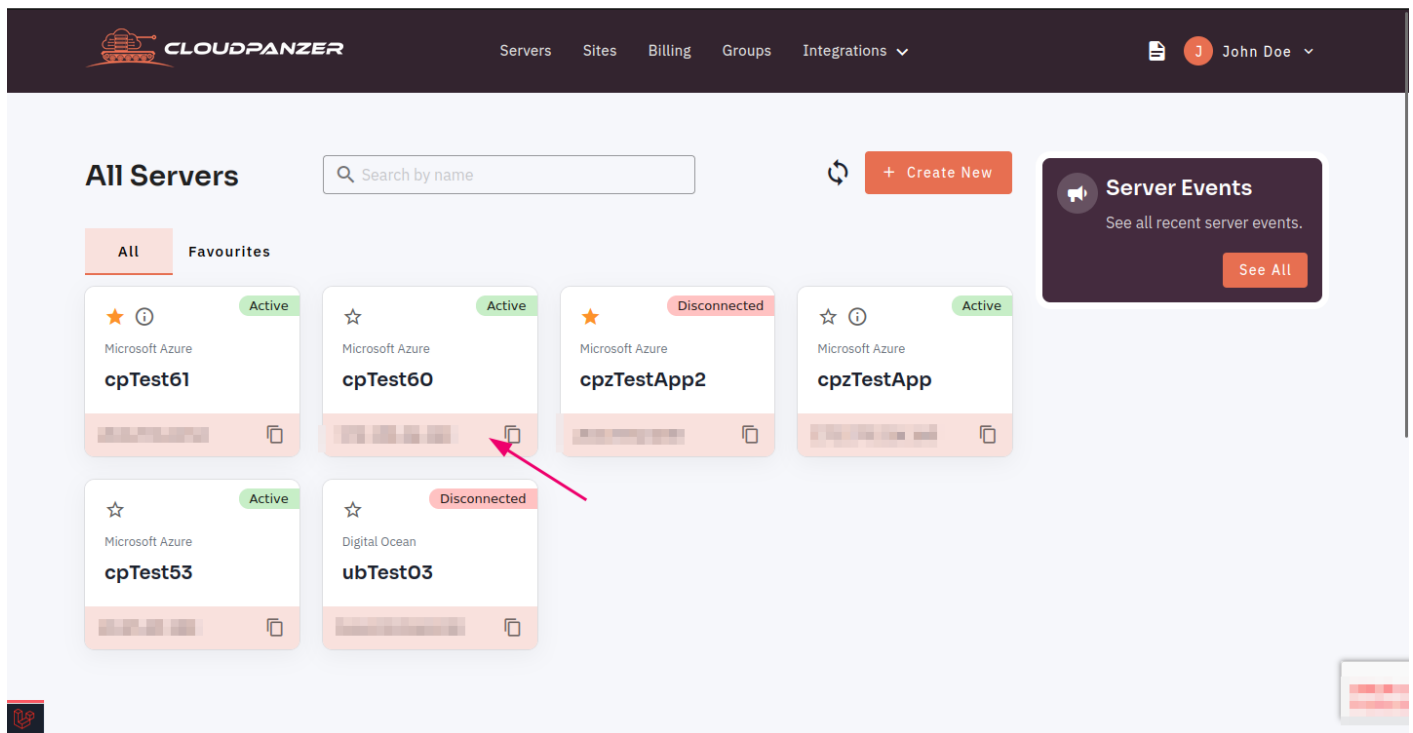 CLOUDPANZER
Servers Sites Billing Groups Integrations
J John Doe
All Servers
Search by name
+ Create New
Server Events
See all recent server events.
See All
All Favourites
Active
Microsoft Azure
cpTest61
Active
Microsoft Azure
cpTest60
Disconnected
Microsoft Azure
cpzTestApp2
Active
Microsoft Azure
cpzTestApp
Active
Microsoft Azure
cpTest53
Disconnected
Digital Ocean
ubTest03